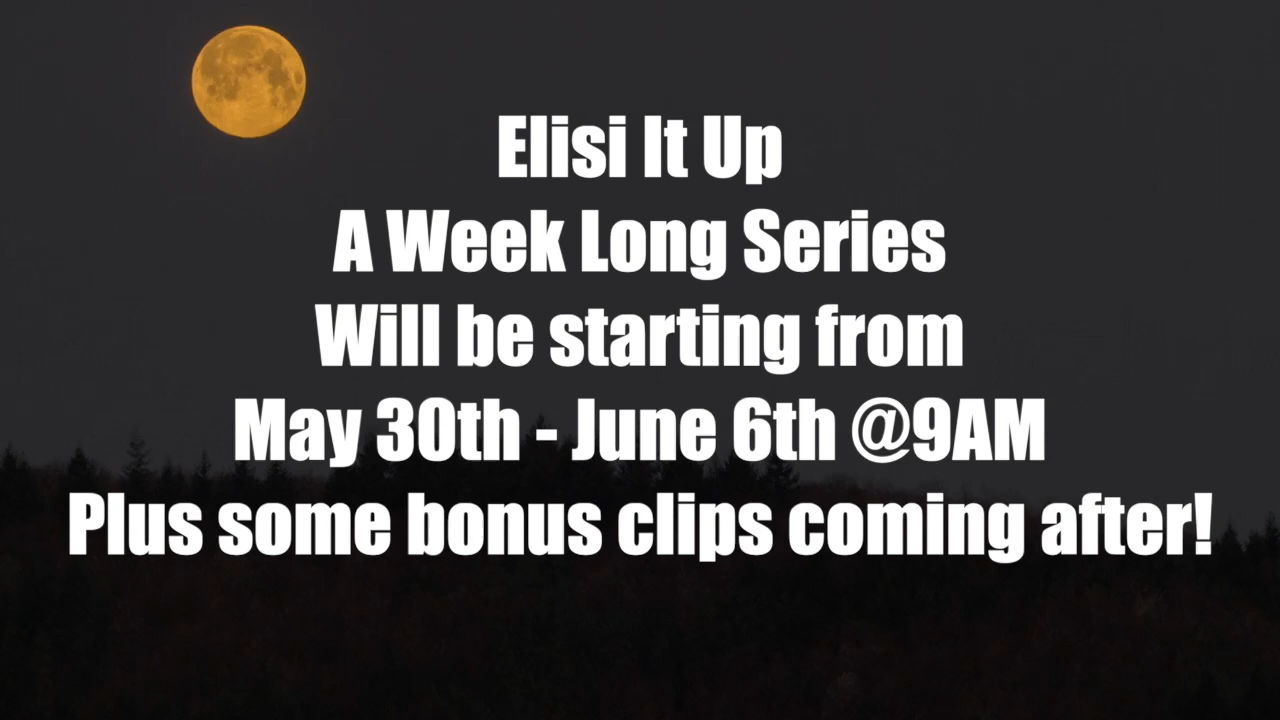 Elisi It Up
A Week Long Series
Will be starting from
May 30th - June 6th @9AM
Plus some bonus clips coming after!